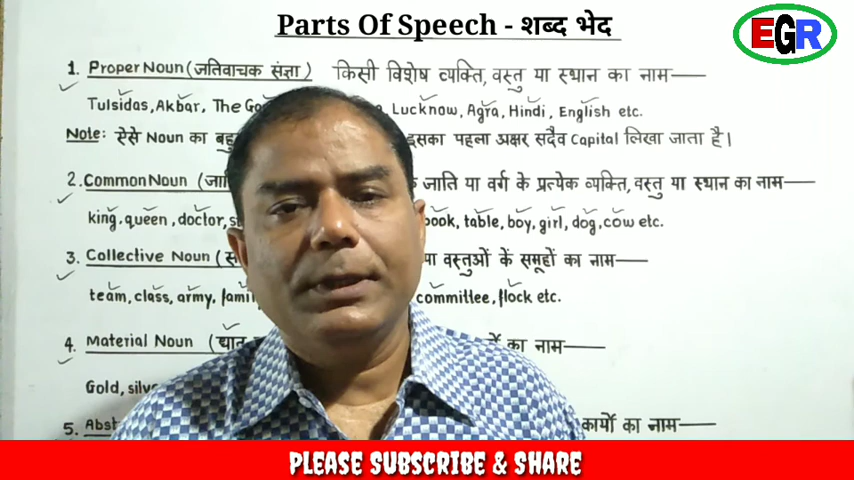 Parts Of Speech - शब्द भेद
EGR
1. Proper Noun (जतिवाचक संज्ञा) किसी विशेष व्यक्ति, वस्तु या स्थान का नाम—
Tulsidas, Akbar, The Lucknow, Agra, Hindi, English etc.
Note: ऐसे Noun का इसका पहला अक्षर सदैव Capital लिखा जाता है।
2. Common Noun जाति या वर्ग के प्रत्येक व्यक्ति, वस्तु या स्थान का नाम—
king, queen, doctor, book, table, boy, girl, dog, cow etc.
3. Collective Noun या वस्तुओं के समूहों का नाम—
team, class, army, committee, flock etc.
4. Material Noun का नाम—
Gold,
5. कार्यो का नाम—
PLEASE SUBSCRIBE & SHARE